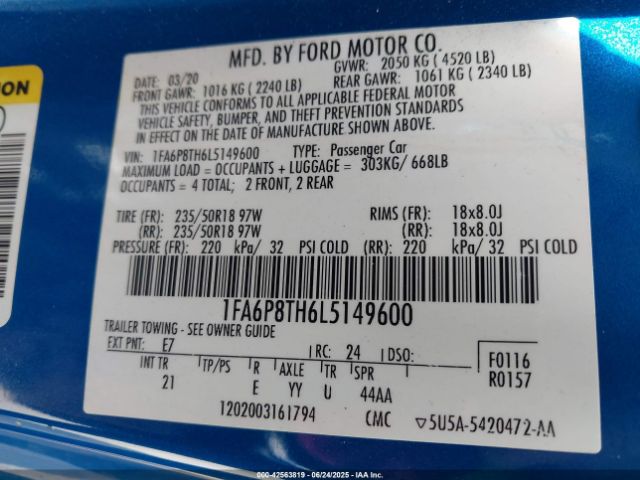 MFD. BY FORD MOTOR CO.
DATE: 03/20 GVWR: 2050 KG ( 4520 LB)
FRONT GAWR: 1016 KG ( 2240 LB) REAR GAWR: 1061 KG ( 2340 LB)
THIS VEHICLE CONFORMS TO ALL APPLICABLE FEDERAL MOTOR
VEHICLE SAFETY, BUMPER, AND THEFT PREVENTION STANDARDS
IN EFFECT ON THE DATE OF MANUFACTURE SHOWN ABOVE.
VIN: 1FA6P8TH6L5149600 TYPE: Passenger Car
MAXIMUM LOAD = OCCUPANTS + LUGGAGE = 303KG/ 668LB
OCCUPANTS = 4 TOTAL; 2 FRONT, 2 REAR
TIRE (FR): 235/50R18 97W RIMS (FR): 18x8.0J
(RR): 235/50R18 97W (RR): 18x8.0J
PRESSURE (FR): 220 kPa/ 32 PSI COLD (RR): 220 kPa/ 32 PSI COLD
1FA6P8TH6L5149600
TRAILER TOWING - SEE OWNER GUIDE
EXT PNT: E7 RC: 24 DSO:
INT TR TP/PS R AXLE TR SPR
21 E YY U 44AA
F0116
R0157
1202003161794 CMC ▽5U5A-5420472-AA
000-42563819 - 06/24/2025 - IAAI.COM